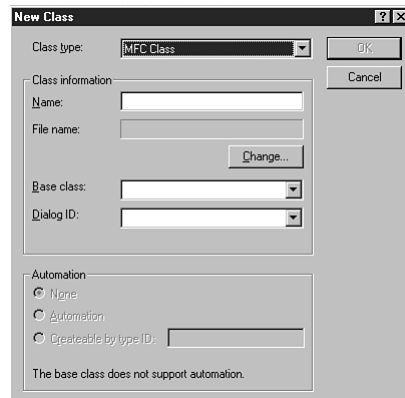 New Class
Class type: MFC Class
OK
Cancel
Class information
Name:
File name:
Change...
Base class:
Dialog ID:
Automation
None
Automation
Createable by type ID:
The base class does not support automation.